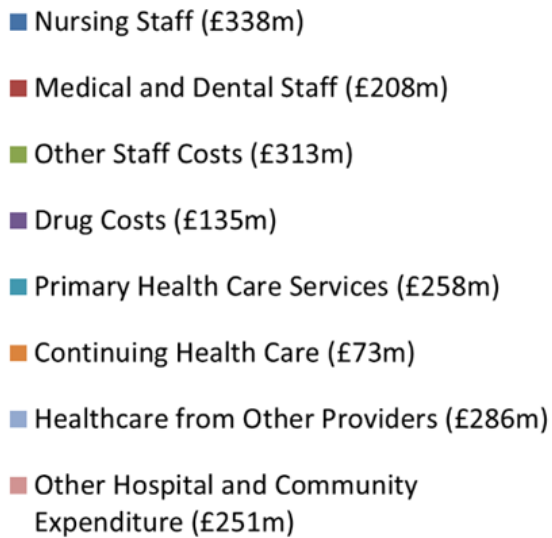 Nursing Staff (£338m)
Medical and Dental Staff (£208m)
Other Staff Costs (£313m)
Drug Costs (£135m)
Primary Health Care Services (£258m)
Continuing Health Care (£73m)
Healthcare from Other Providers (£286m)
Other Hospital and Community
Expenditure (£251m)